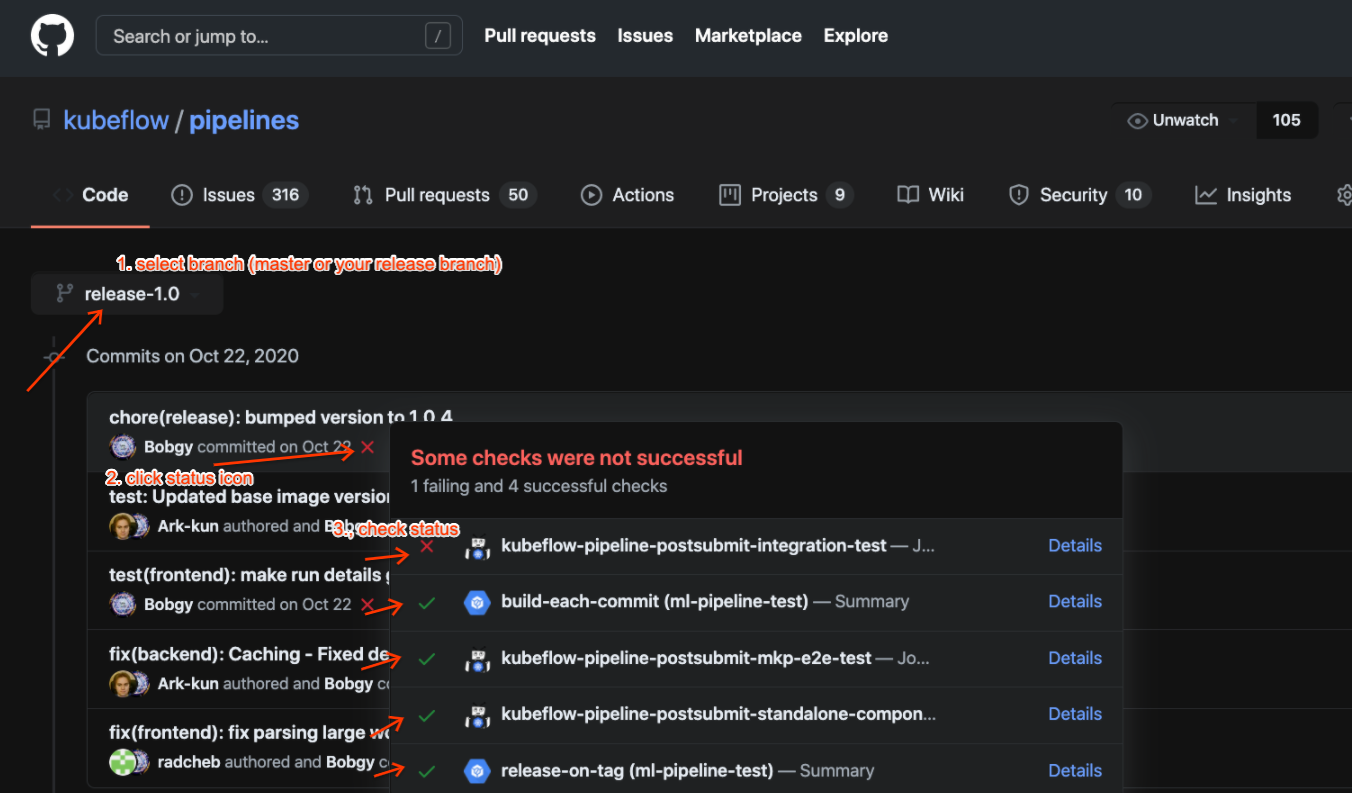 Search or jump to... / Pull requests Issues Marketplace Explore
kubeflow / pipelines Unwatch 105
Code Issues 316 Pull requests 50 Actions Projects 9 Wiki Security 10 Insights
1. select branch (master or your release branch)
release-1.0
Commits on Oct 22, 2020
chore(release): bumped version to 1.0.4
Bobgy committed on Oct 22
2. click status icon
test: Updated base image version
Ark-kun authored and Bobgy
test(frontend): make run details
Bobgy committed on Oct 22
fix(backend): Caching - Fixed de
Ark-kun authored and Bobgy
fix(frontend): fix parsing large
radcheb authored and Bobgy
Some checks were not successful
1 failing and 4 successful checks
3., check status
kubeflow-pipeline-postsubmit-integration-test — J... Details
build-each-commit (ml-pipeline-test) — Summary Details
kubeflow-pipeline-postsubmit-mkp-e2e-test — Jo... Details
kubeflow-pipeline-postsubmit-standalone-compon... Details
release-on-tag (ml-pipeline-test) — Summary Details